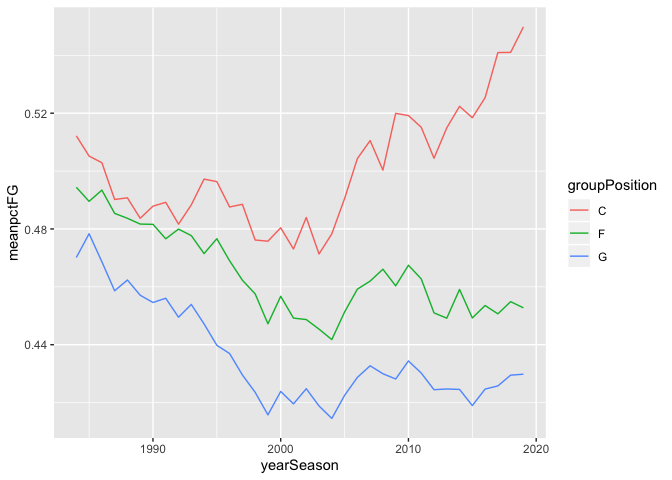 meanpctFG
0.52
0.48
0.44
1990
2000
2010
2020
yearSeason
groupPosition
C
F
G